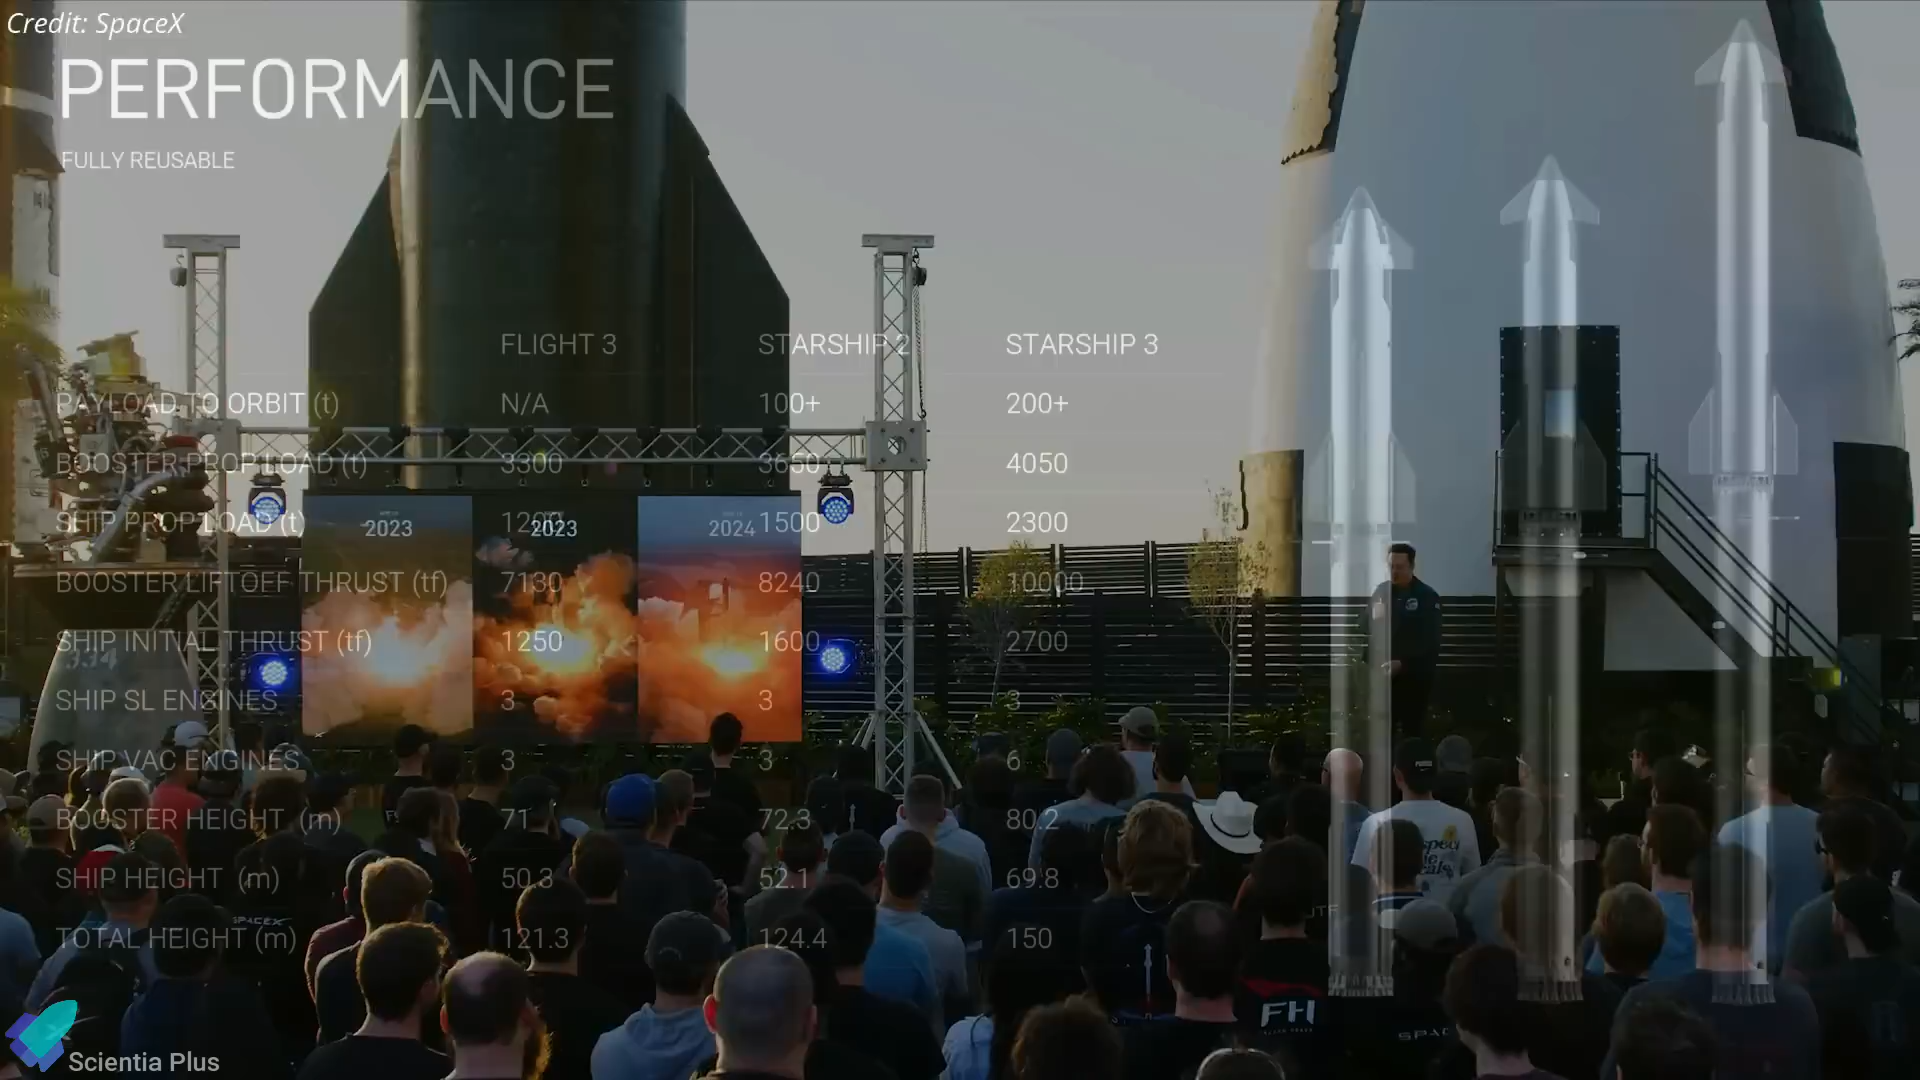 Credit: SpaceX
PERFORMANCE
FULLY REUSABLE
FLIGHT 3 STARSHIP 2 STARSHIP 3
PAYLOAD TO ORBIT (t) N/A 100+ 200+
BOOSTER PROP LOAD (t) 3300 3650 4050
SHIP PROP LOAD (t) 1500 2300
2023 2023 2024
BOOSTER LIFTOFF THRUST (tf) 7130 8240 10000
SHIP INITIAL THRUST (tf) 1250 1600 2700
334
SHIP SL ENGINES 3 3 3
SHIP VAC ENGINES 3 3 6
BOOSTER HEIGHT (m) 71 72.3 80.2
SHIP HEIGHT (m) 50.3 52.1 69.8
SPACEX
TOTAL HEIGHT (m) 121.3 124.4 150
FH
Scientia Plus